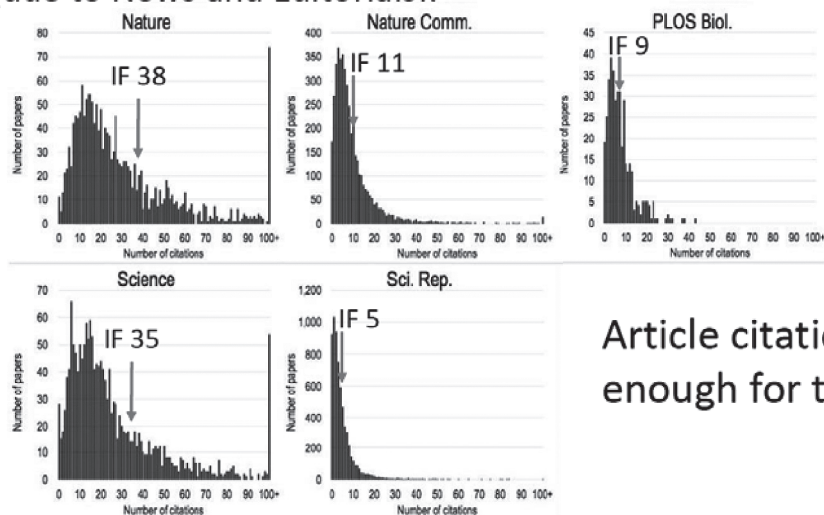 Nature
Number of papers
80
70
60
50
40
30
20
10
0
IF 38
0 10 20 30 40 50 60 70 80 90 100+
Number of citations
Nature Comm.
Number of papers
400
350
300
250
200
150
100
50
0
IF 11
0 10 20 30 40 50 60 70 80 90 100+
Number of citations
PLOS Biol.
Number of papers
45
40
35
30
25
20
15
10
5
0
IF 9
0 10 20 30 40 50 60 70 80 90 100+
Number of citations
Science
Number of papers
70
60
50
40
30
20
10
0
IF 35
0 10 20 30 40 50 60 70 80 90 100+
Number of citations
Sci. Rep.
Number of papers
1,200
1,000
800
600
400
200
0
IF 5
0 10 20 30 40 50 60 70 80 90 100+
Number of citations
Article citatio
enough for t